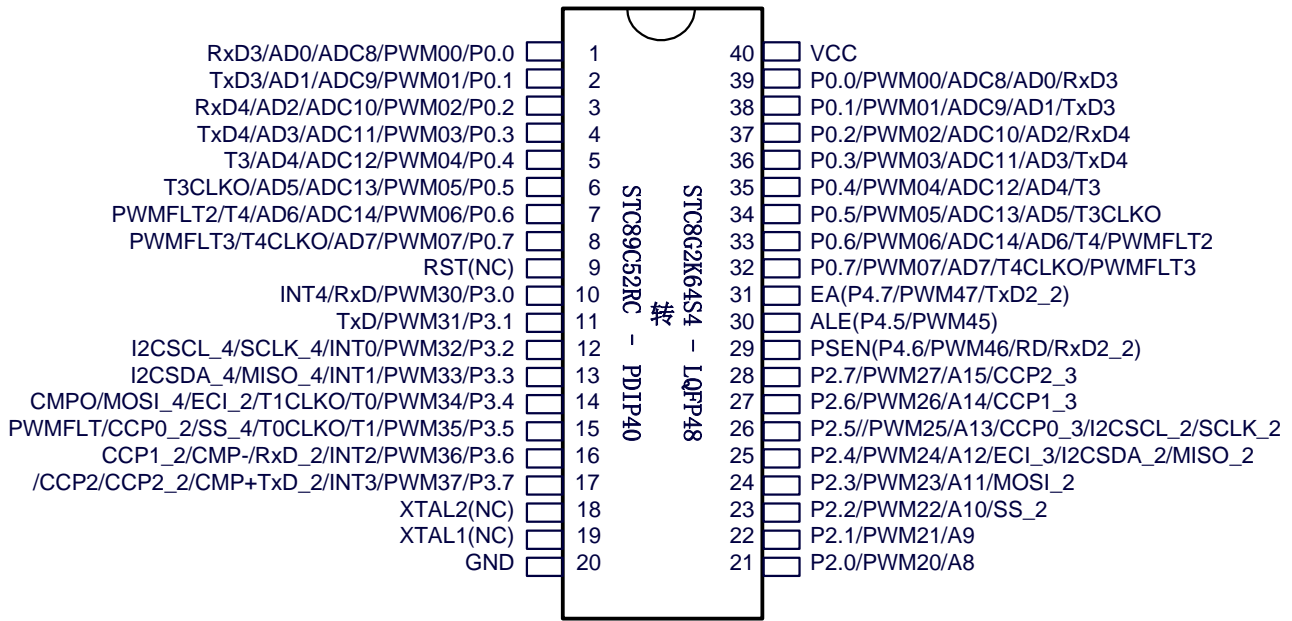 RxD3/AD0/ADC8/PWM00/P0.0 1 40 VCC
TxD3/AD1/ADC9/PWM01/P0.1 2 39 P0.0/PWM00/ADC8/AD0/RxD3
RxD4/AD2/ADC10/PWM02/P0.2 3 38 P0.1/PWM01/ADC9/AD1/TxD3
TxD4/AD3/ADC11/PWM03/P0.3 4 37 P0.2/PWM02/ADC10/AD2/RxD4
T3/AD4/ADC12/PWM04/P0.4 5 36 P0.3/PWM03/ADC11/AD3/TxD4
T3CLKO/AD5/ADC13/PWM05/P0.5 6 35 P0.4/PWM04/ADC12/AD4/T3
PWMFLT2/T4/AD6/ADC14/PWM06/P0.6 7 34 P0.5/PWM05/ADC13/AD5/T3CLKO
PWMFLT3/T4CLKO/AD7/PWM07/P0.7 8 33 P0.6/PWM06/ADC14/AD6/T4/PWMFLT2
RST(NC) 9 32 P0.7/PWM07/AD7/T4CLKO/PWMFLT3
INT4/RxD/PWM30/P3.0 10 31 EA(P4.7/PWM47/TxD2_2)
TxD/PWM31/P3.1 11 30 ALE(P4.5/PWM45)
I2CSCL_4/SCLK_4/INT0/PWM32/P3.2 12 29 PSEN(P4.6/PWM46/RD/RxD2_2)
I2CSDA_4/MISO_4/INT1/PWM33/P3.3 13 28 P2.7/PWM27/A15/CCP2_3
CMPO/MOSI_4/ECI_2/T1CLKO/T0/PWM34/P3.4 14 27 P2.6/PWM26/A14/CCP1_3
PWMFLT/CCP0_2/SS_4/T0CLKO/T1/PWM35/P3.5 15 26 P2.5//PWM25/A13/CCP0_3/I2CSCL_2/SCLK_2
CCP1_2/CMP-/RxD_2/INT2/PWM36/P3.6 16 25 P2.4/PWM24/A12/ECI_3/I2CSDA_2/MISO_2
/CCP2/CCP2_2/CMP+TxD_2/INT3/PWM37/P3.7 17 24 P2.3/PWM23/A11/MOSI_2
XTAL2(NC) 18 23 P2.2/PWM22/A10/SS_2
XTAL1(NC) 19 22 P2.1/PWM21/A9
GND 20 21 P2.0/PWM20/A8
STC8G2K64S4 - LQFP48
转
STC89C52RC - PDIP40